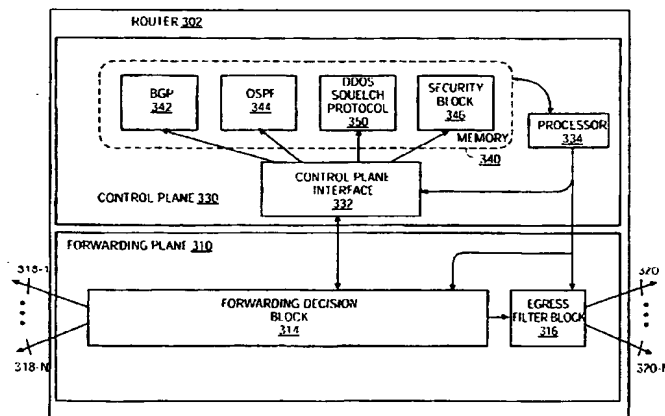 ROUTER 302
BGP
342
OSPF
344
DDOS
SQUELCH
PROTOCOL
350
SECURITY
BLOCK
346
MEMORY
340
PROCESSOR
334
CONTROL PLANE
INTERFACE
332
CONTROL PLANE 330
FORWARDING PLANE 310
318-1
318-N
FORWARDING DECISION
BLOCK
314
EGRESS
FILTER BLOCK
316
320
320-N